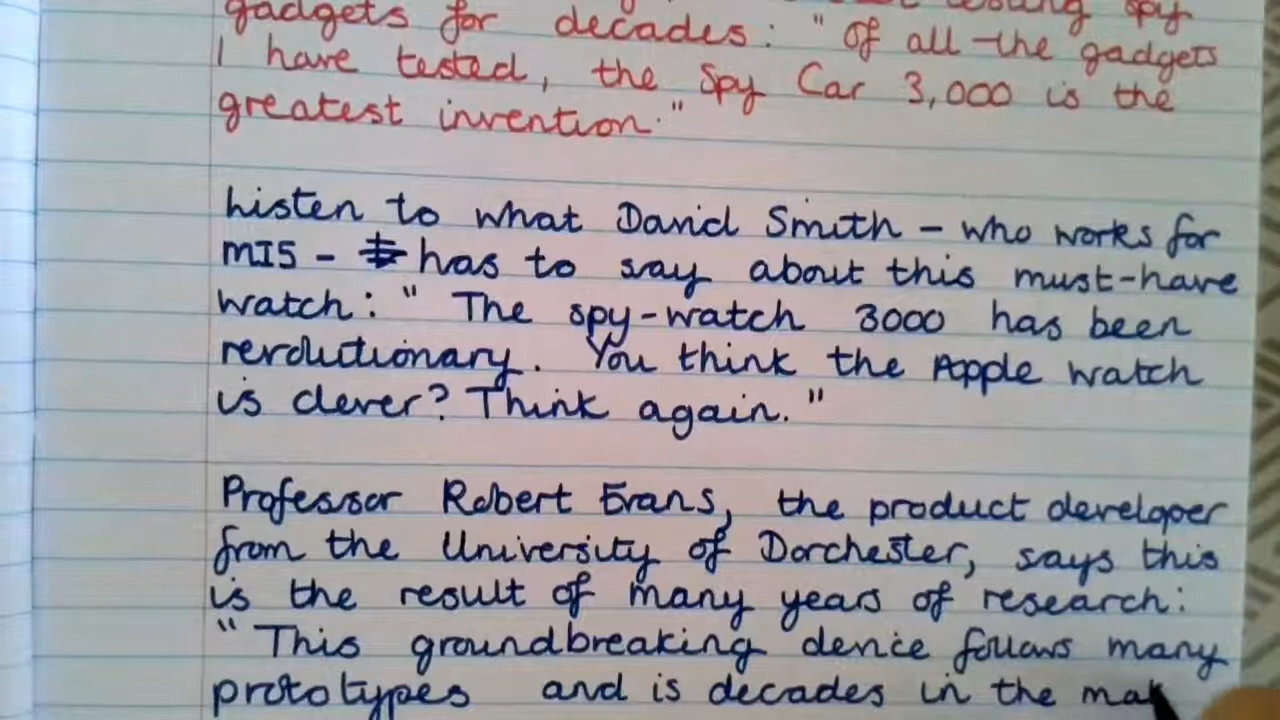 testing spy
gadgets for decades: "Of all the gadgets
I have tested, the Spy Car 3,000 is the
greatest invention."
Listen to what David Smith – who works for
MI5 – has to say about this must-have
watch: "The spy-watch 3000 has been
revolutionary. You think the Apple watch
is clever? Think again."
Professor Robert Evans, the product developer
from the University of Dorchester, says this
is the result of many years of research:
"This groundbreaking device follows many
prototypes and is decades in the mak